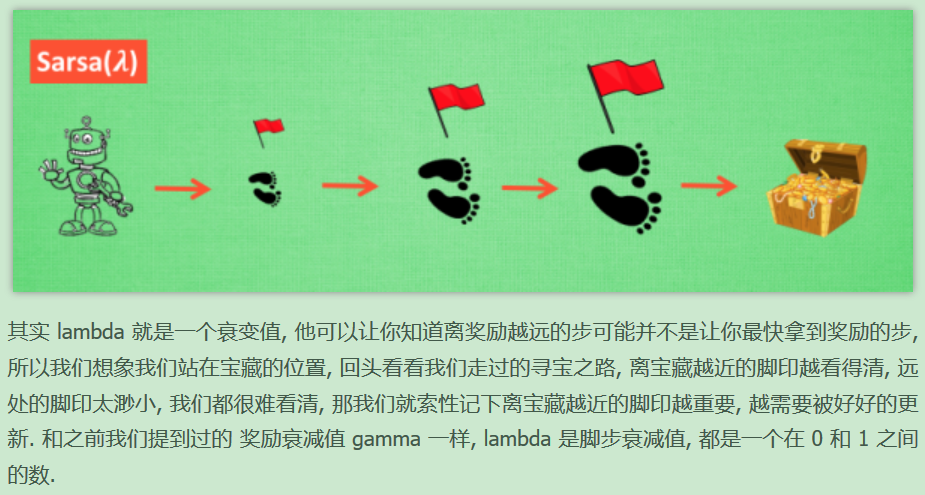 Sarsa(λ)
其实 lambda 就是一个衰变值, 他可以让你知道离奖励越远的步可能并不是让你最快拿到奖励的步,
所以我们想象我们站在宝藏的位置, 回头看看我们走过的寻宝之路, 离宝藏越近的脚印越看得清, 远
处的脚印太渺小, 我们都很难看清, 那我们就索性记下离宝藏越近的脚印越重要, 越需要被好好的更
新. 和之前我们提到过的 奖励衰减值 gamma 一样, lambda 是脚步衰减值, 都是一个在 0 和 1 之间
的数.